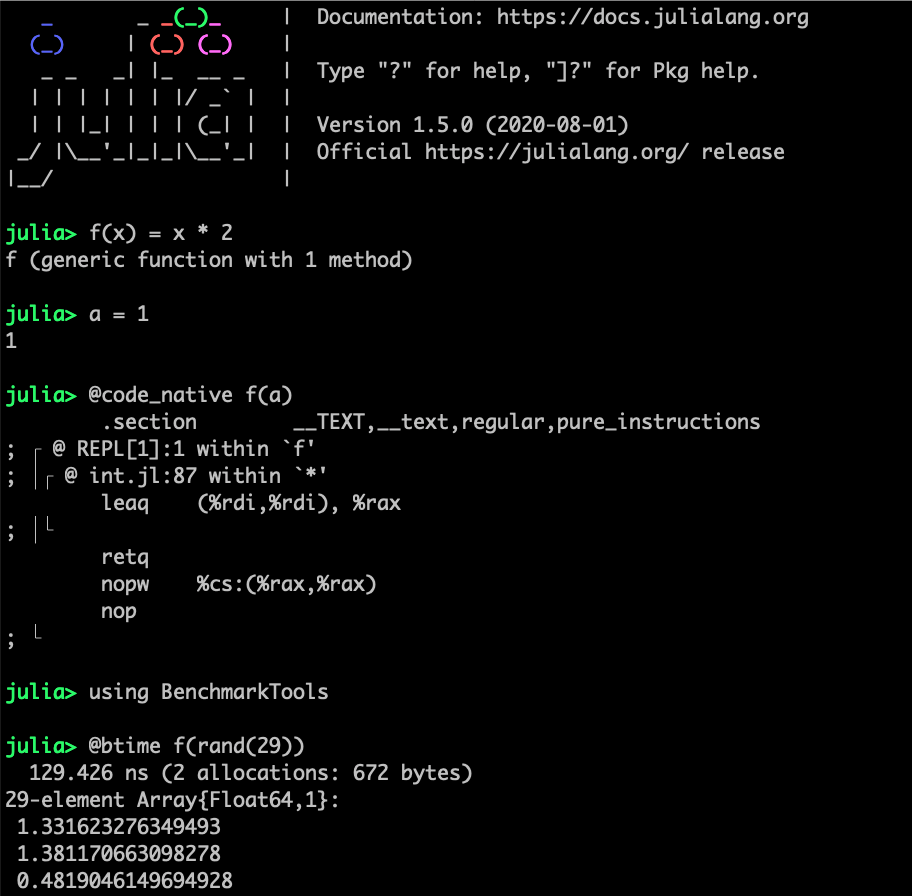 _
   _       _ _(_)_     |  Documentation: https://docs.julialang.org
  (_)     | (_) (_)    |
   _ _   _| |_  __ _   |  Type "?" for help, "]?" for Pkg help.
  | | | | | | |/ _` |  |
  | | |_| | | | (_| |  |  Version 1.5.0 (2020-08-01)
 _/ |\__'_|_|_|\__'_|  |  Official https://julialang.org/ release
|__/                   |
julia> f(x) = x * 2
f (generic function with 1 method)
julia> a = 1
1
julia> @code_native f(a)
        .section        __TEXT,__text,regular,pure_instructions
; ┌ @ REPL[1]:1 within `f'
; │┌ @ int.jl:87 within `*'
        leaq    (%rdi,%rdi), %rax
; │└
        retq
        nopw    %cs:(%rax,%rax)
        nop
; └
julia> using BenchmarkTools
julia> @btime f(rand(29))
  129.426 ns (2 allocations: 672 bytes)
29-element Array{Float64,1}:
 1.331623276349493
 1.381170663098278
 0.4819046149694928